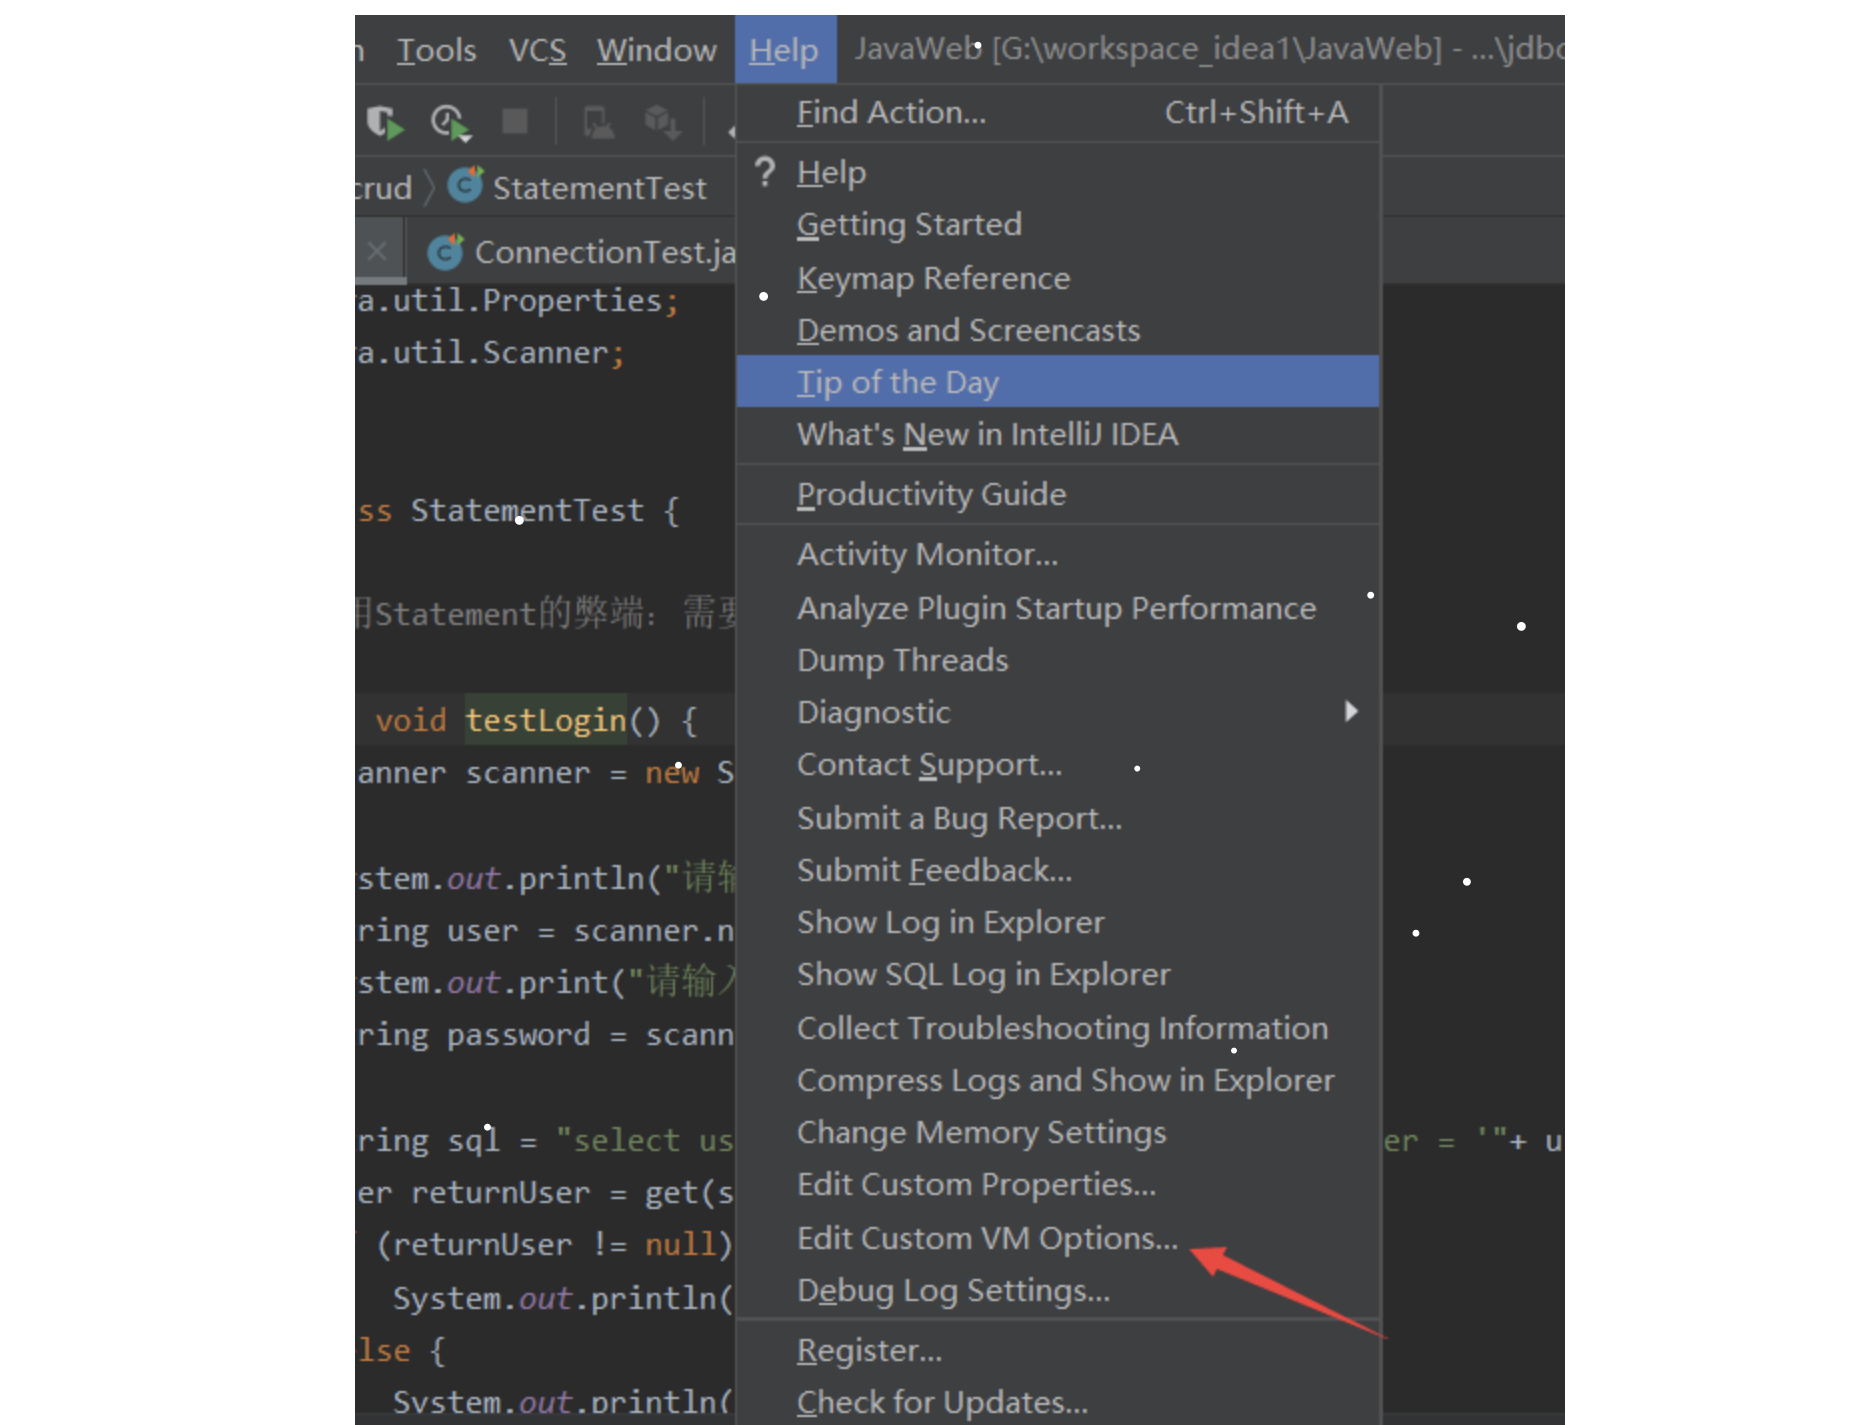 Tools VCS Window Help JavaWeb [G:\workspace_idea1\JavaWeb] - ...\jdbc
Find Action... Ctrl+Shift+A
crud StatementTest
? Help
Getting Started
ConnectionTest.ja
Keymap Reference
a.util.Properties;
Demos and Screencasts
a.util.Scanner;
Tip of the Day
What's New in IntelliJ IDEA
Productivity Guide
ss StatementTest {
Activity Monitor...
用Statement的弊端：需要
Analyze Plugin Startup Performance
Dump Threads
void testLogin() {
Diagnostic
anner scanner = new S
Contact Support...
Submit a Bug Report...
stem.out.println("请输
Submit Feedback...
ring user = scanner.n
Show Log in Explorer
stem.out.print("请输入
Show SQL Log in Explorer
ring password = scann
Collect Troubleshooting Information
Compress Logs and Show in Explorer
ring sql = "select us
Change Memory Settings
er = '"+ u
er returnUser = get(s
Edit Custom Properties...
(returnUser != null)
Edit Custom VM Options...
System.out.println(
Debug Log Settings...
lse {
Register...
System.out.println(
Check for Updates...